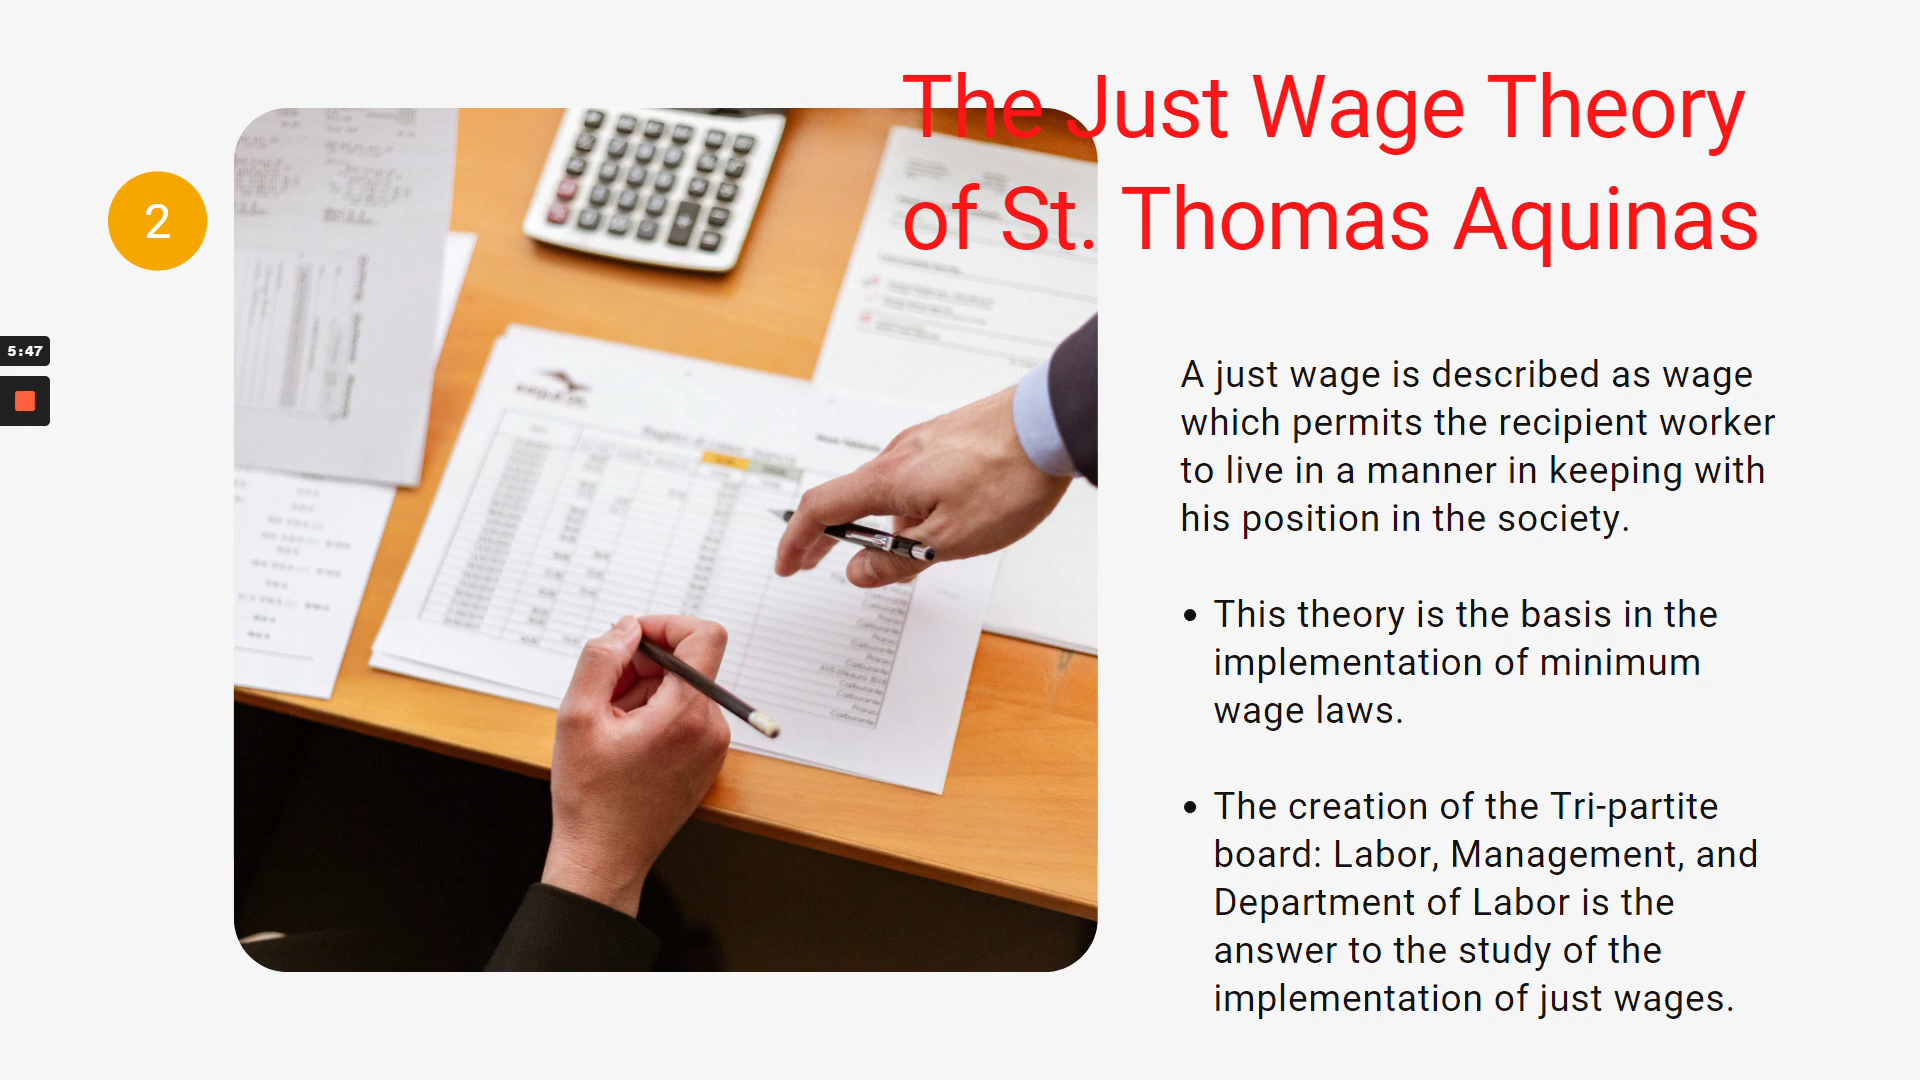 The Just Wage Theory
of St. Thomas Aquinas
2
5:47
A just wage is described as wage
which permits the recipient worker
to live in a manner in keeping with
his position in the society.
• This theory is the basis in the
implementation of minimum
wage laws.
• The creation of the Tri-partite
board: Labor, Management, and
Department of Labor is the
answer to the study of the
implementation of just wages.